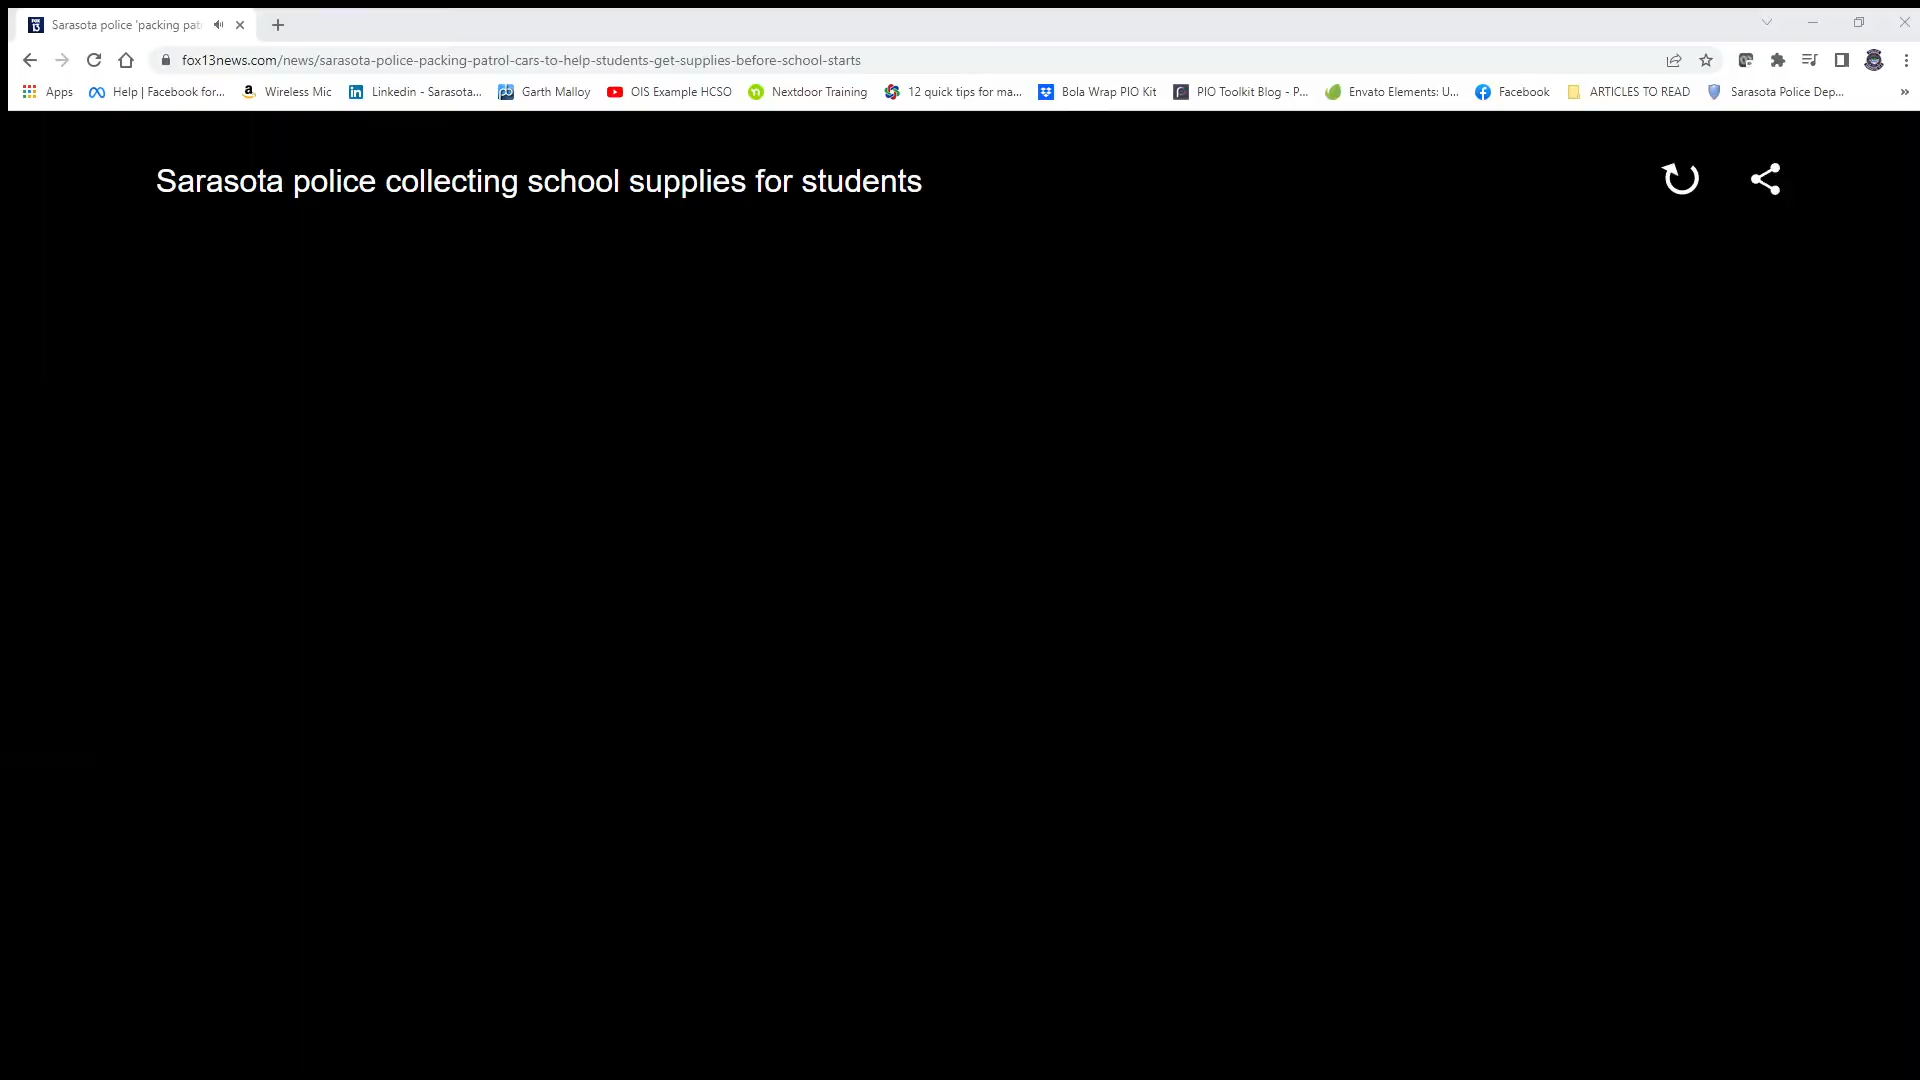 Sarasota police 'packing pat
fox13news.com/news/sarasota-police-packing-patrol-cars-to-help-students-get-supplies-before-school-starts
Apps Help | Facebook for... Wireless Mic Linkedin - Sarasota... Garth Malloy OIS Example HCSO Nextdoor Training 12 quick tips for ma... Bola Wrap PIO Kit PIO Toolkit Blog - P... Envato Elements: U... Facebook ARTICLES TO READ Sarasota Police Dep...
Sarasota police collecting school supplies for students